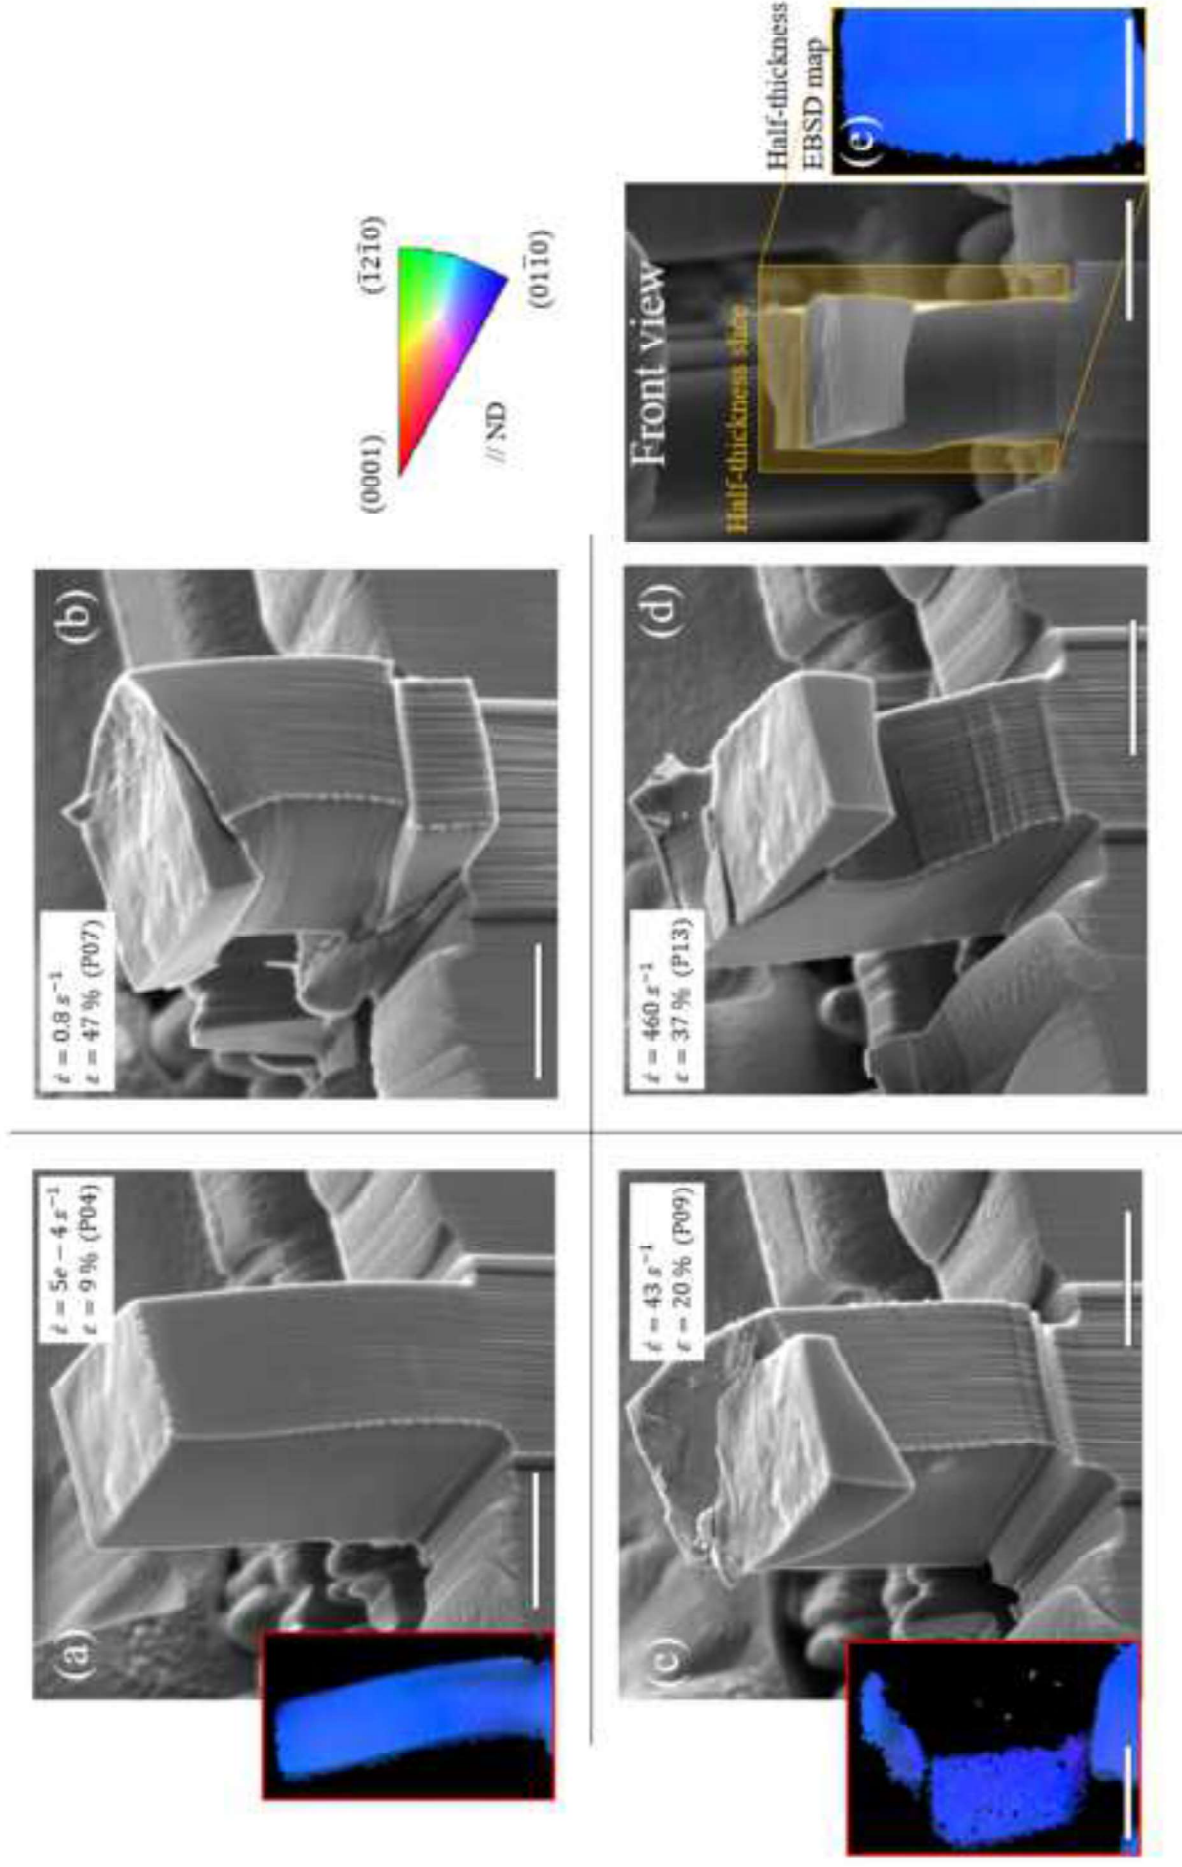 (a)
ε̇ = 5e − 4 s⁻¹
ε = 9 % (P04)
(b)
ε̇ = 0.8 s⁻¹
ε = 47 % (P07)
(0001)
(1̄21̄0)
(011̄0)
// ND
(c)
ε̇ = 43 s⁻¹
ε = 20 % (P09)
(d)
ε̇ = 460 s⁻¹
ε = 37 % (P13)
Front view
Half-thickness slice
Half-thickness
EBSD map
(e)